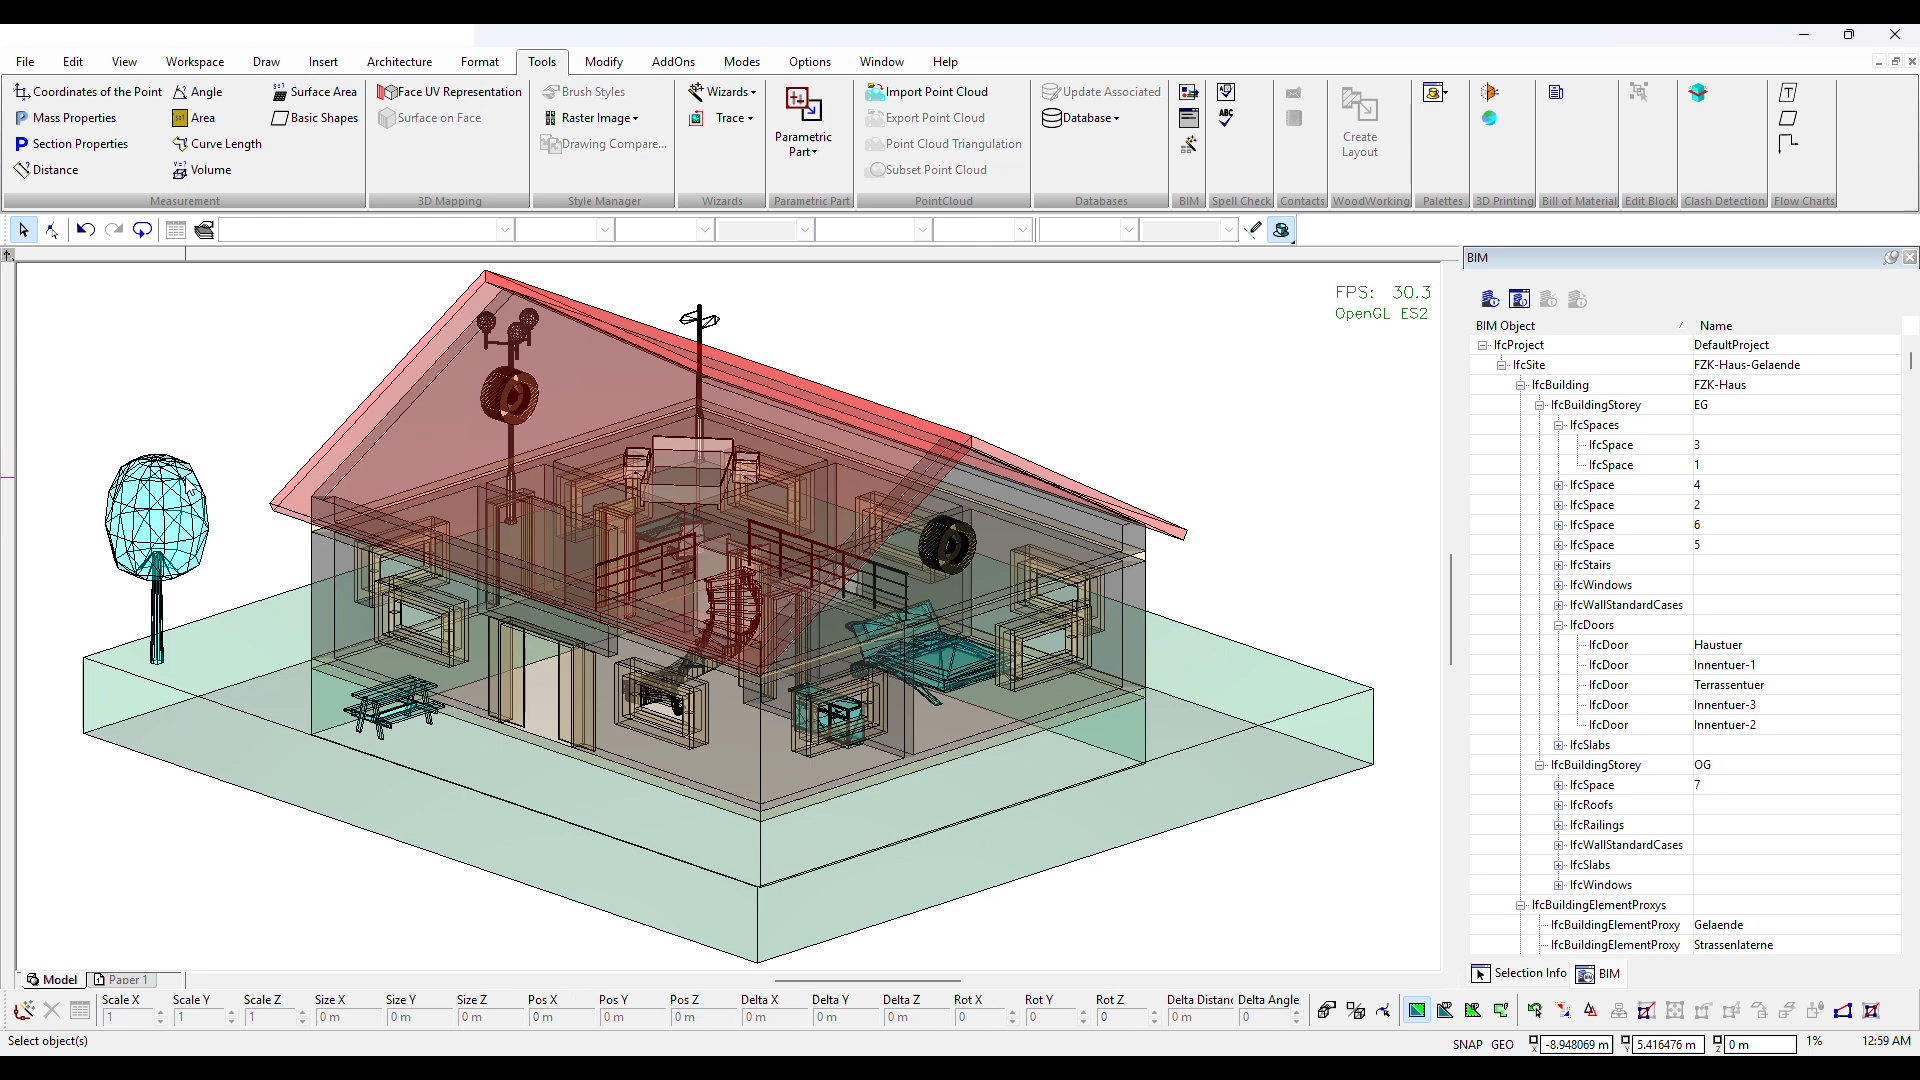 File Edit View Workspace Draw Insert Architecture Format Tools Modify AddOns Modes Options Window Help
Coordinates of the Point Angle Surface Area Face UV Representation Brush Styles Wizards Import Point Cloud Update Associated
Mass Properties Area Basic Shapes Surface on Face Raster Image Trace Export Point Cloud Database
Section Properties Curve Length Drawing Compare... Parametric Part Point Cloud Triangulation Create Layout
Distance Volume Subset Point Cloud
Measurement 3D Mapping Style Manager Wizards Parametric Part PointCloud Databases BIM Spell Check Contacts WoodWorking Palettes 3D Printing Bill of Material Edit Block Clash Detection Flow Charts
BIM
FPS: 30.3
OpenGL ES2
BIM Object Name
IfcProject DefaultProject
IfcSite FZK-Haus-Gelaende
IfcBuilding FZK-Haus
IfcBuildingStorey EG
IfcSpaces
IfcSpace 3
IfcSpace 1
IfcSpace 4
IfcSpace 2
IfcSpace 6
IfcSpace 5
IfcStairs
IfcWindows
IfcWallStandardCases
IfcDoors
IfcDoor Haustuer
IfcDoor Innentuer-1
IfcDoor Terrassentuer
IfcDoor Innentuer-3
IfcDoor Innentuer-2
IfcSlabs
IfcBuildingStorey OG
IfcSpace 7
IfcRoofs
IfcRailings
IfcWallStandardCases
IfcSlabs
IfcWindows
IfcBuildingElementProxys
IfcBuildingElementProxy Gelaende
IfcBuildingElementProxy Strassenlaterne
Selection Info BIM
Model Paper 1
Scale X Scale Y Scale Z Size X Size Y Size Z Pos X Pos Y Pos Z Delta X Delta Y Delta Z Rot X Rot Y Rot Z Delta Distanc Delta Angle
1 1 1 0 m 0 m 0 m 0 m 0 m 0 m 0 m 0 m 0 m 0 0 0 0 m 0
Select object(s) SNAP GEO X -8.948069 m Y 5.416476 m Z 0 m 1% 12:59 AM